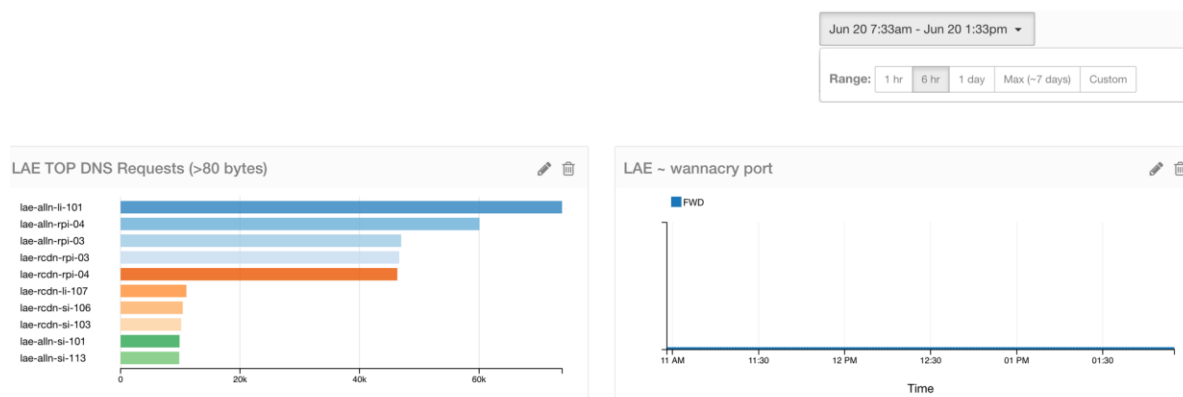 Jun 20 7:33am - Jun 20 1:33pm
Range: 1 hr 6 hr 1 day Max (~7 days) Custom
LAE TOP DNS Requests (>80 bytes)
lae-alln-li-101
lae-alln-rpi-04
lae-alln-rpi-03
lae-rcdn-rpi-03
lae-rcdn-rpi-04
lae-rcdn-li-107
lae-rcdn-si-106
lae-rcdn-si-103
lae-alln-si-101
lae-alln-si-113
0 20k 40k 60k
LAE ~ wannacry port
FWD
11 AM 11:30 12 PM 12:30 01 PM 01:30
Time